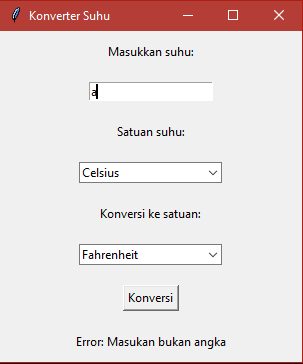 Konverter Suhu
Masukkan suhu:
a
Satuan suhu:
Celsius
Konversi ke satuan:
Fahrenheit
Konversi
Error: Masukan bukan angka